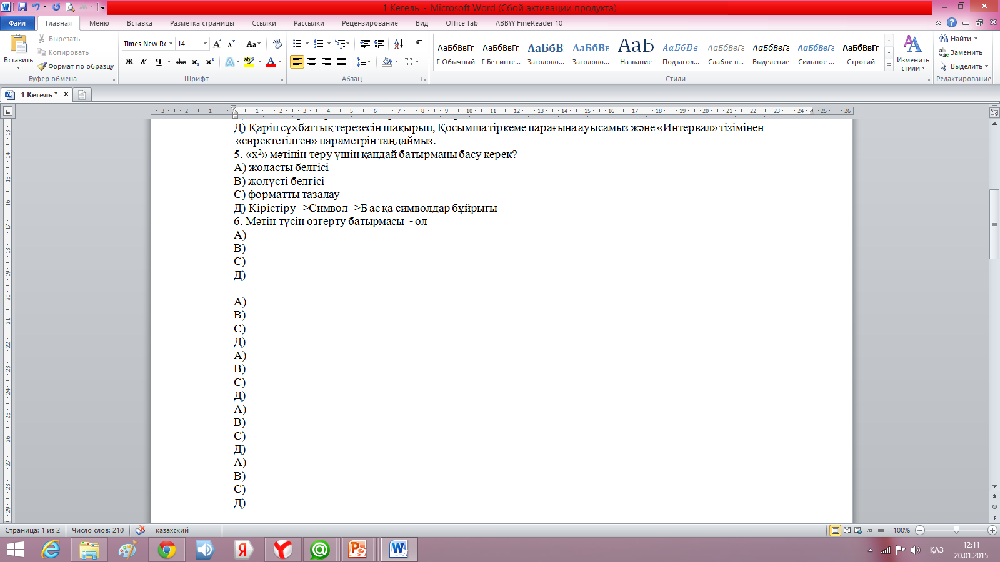 1 Кегель - Microsoft Word (Сбой активации продукта)
Файл Главная Меню Вставка Разметка страницы Ссылки Рассылки Рецензирование Вид Office Tab ABBYY FineReader 10
Вставить
Вырезать
Копировать
Формат по образцу
Буфер обмена
Times New Ro 14
Ж К Ч abc x₂ x²
Шрифт
Абзац
АаБбВвГг, АаБбВвГг, АаБбВ АаБбВв АаБ АаБбВв АаБбВвГг АаБбВвГг АаБбВвГг АаБбВвГг,
¶ Обычный ¶ Без инте... Заголово... Заголово... Название Подзагол... Слабое в... Выделение Сильное ... Строгий
Стили
Изменить стили
Найти
Заменить
Выделить
Редактирование
1 Кегель *
Д) Қаріп сұхбаттық терезесін шақырып, Қосымша тіркеме парағына ауысамыз және «Интервал» тізімінен
«сиректетілген» параметрін таңдаймыз.
5. «x²» мәтінін теру үшін қандай батырманы басу керек?
А) жоласты белгісі
В) жолүсті белгісі
С) форматты тазалау
Д) Кірістіру=>Символ=>Б ас қа символдар бұйрығы
6. Мәтін түсін өзгерту батырмасы - ол
А)
В)
С)
Д)
А)
В)
С)
Д)
А)
В)
С)
Д)
А)
В)
С)
Д)
А)
В)
С)
Д)
Страница: 1 из 2 Число слов: 210 казахский 100%
ҚАЗ 12:11
20.01.2015